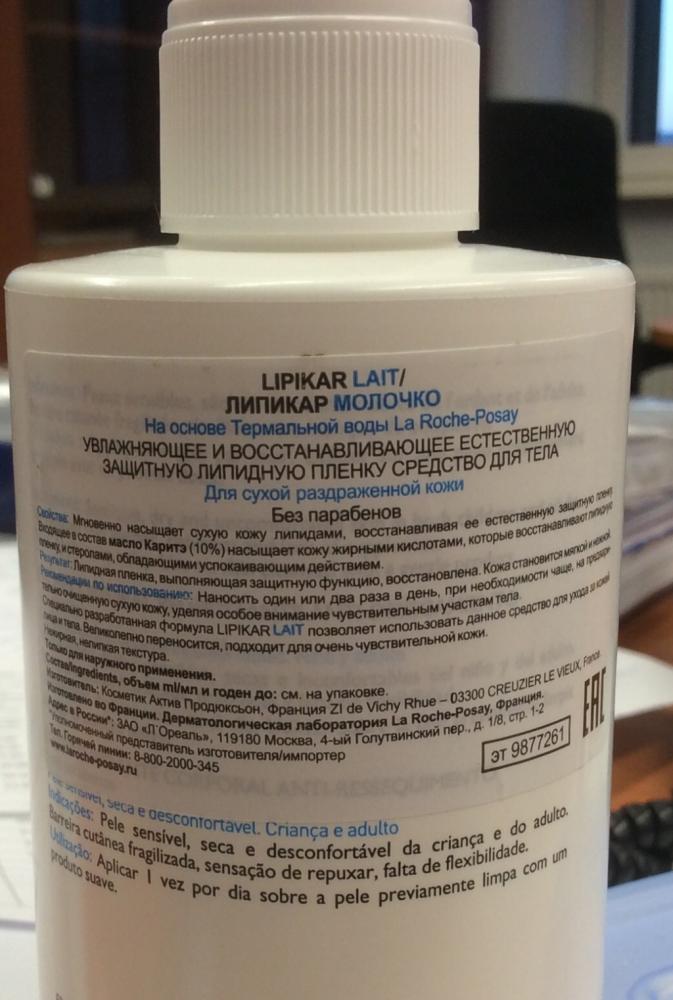 LIPIKAR LAIT/
ЛИПИКАР МОЛОЧКО
На основе Термальной воды La Roche-Posay
УВЛАЖНЯЮЩЕЕ И ВОССТАНАВЛИВАЮЩЕЕ ЕСТЕСТВЕННУЮ
ЗАЩИТНУЮ ЛИПИДНУЮ ПЛЕНКУ СРЕДСТВО ДЛЯ ТЕЛА
Для сухой раздраженной кожи
Без парабенов
Свойства: Мгновенно насыщает сухую кожу липидами, восстанавливая ее естественную защитную пленку.
Входящее в состав масло Каритэ (10%) насыщает кожу жирными кислотами, которые восстанавливают липидную
пленку, и стеролами, обладающими успокаивающим действием.
Результат: Липидная пленка, выполняющая защитную функцию, восстановлена. Кожа становится мягкой и нежной.
Рекомендации по использованию: Наносить один или два раза в день, при необходимости чаще, на предвари-
тельно очищенную сухую кожу, уделяя особое внимание чувствительным участкам тела.
Специально разработанная формула LIPIKAR LAIT позволяет использовать данное средство для ухода за кожей
лица и тела. Великолепно переносится, подходит для очень чувствительной кожи.
Нежирная, нелипкая текстура.
Только для наружного применения.
Состав/Ingredients, объем ml/мл и годен до: см. на упаковке.
Изготовитель: Косметик Актив Продюксьон, Франция ZI de Vichy Rhue – 03300 CREUZIER LE VIEUX, France.
Изготовлено во Франции. Дерматологическая лаборатория La Roche-Posay, Франция.
Адрес в России*: ЗАО «Л'Ореаль», 119180 Москва, 4-ый Голутвинский пер., д. 1/8, стр. 1-2
*Уполномоченный представитель изготовителя/импортер
Тел. Горячей линии: 8-800-2000-345
www.laroche-posay.ru
эт 9877261
EAC
CORPORAL ANTI-RESSEQUIMENTO
Pele sensível, seca e desconfortável. Criança e adulto
Indicações: Pele sensível, seca e desconfortável da criança e do adulto.
Barreira cutânea fragilizada, sensação de repuxar, falta de flexibilidade.
Utilização: Aplicar 1 vez por dia sobre a pele previamente limpa com um
produto suave.